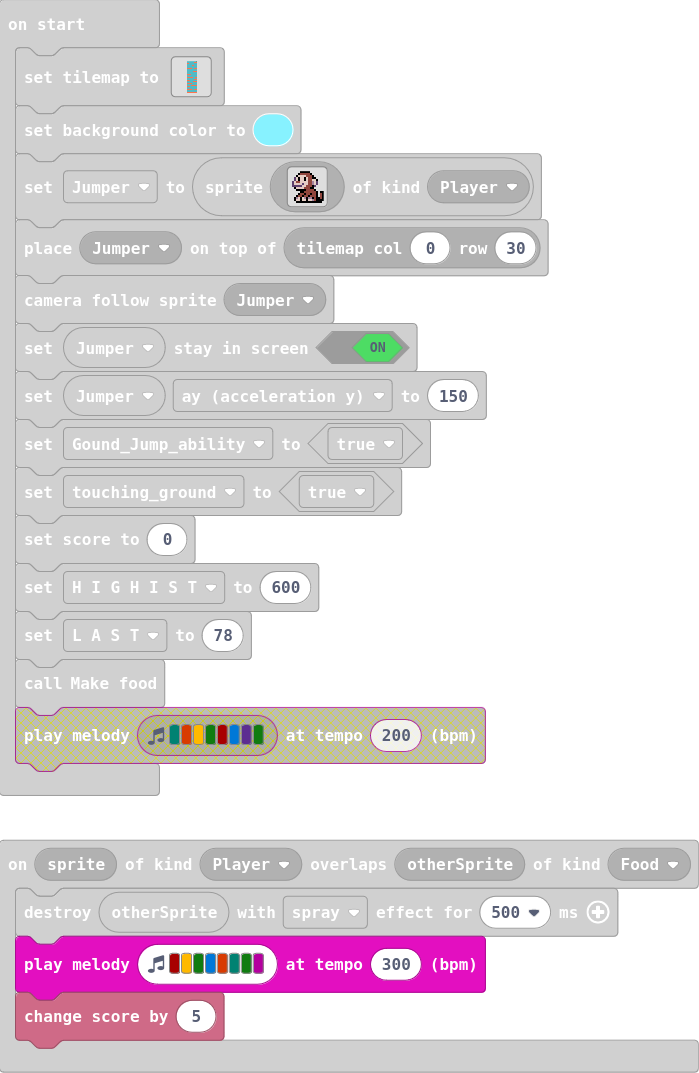 on start
set tilemap to
set background color to
set Jumper to sprite of kind Player
place Jumper on top of tilemap col 0 row 30
camera follow sprite Jumper
set Jumper stay in screen ON
set Jumper ay (acceleration y) to 150
set Gound_Jump_ability to true
set touching_ground to true
set score to 0
set H I G H I S T to 600
set L A S T to 78
call Make food
play melody at tempo 200 (bpm)
on sprite of kind Player overlaps otherSprite of kind Food
destroy otherSprite with spray effect for 500 ms
play melody at tempo 300 (bpm)
change score by 5